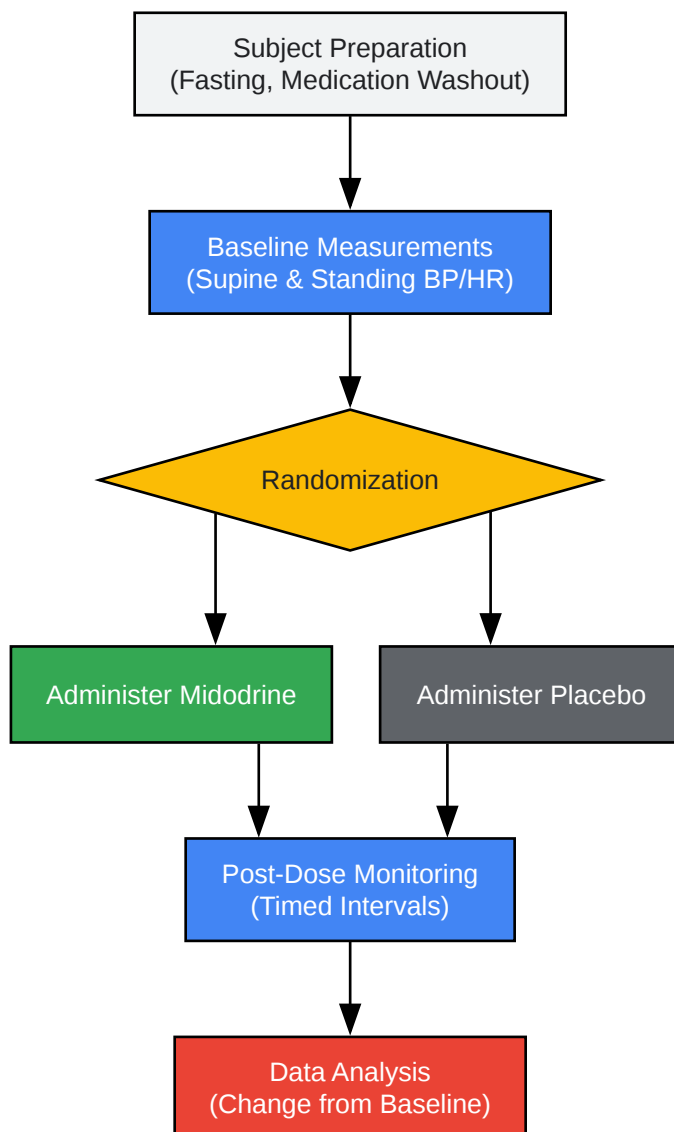 Subject Preparation
(Fasting, Medication Washout)
Baseline Measurements
(Supine & Standing BP/HR)
Randomization
Administer Midodrine
Administer Placebo
Post-Dose Monitoring
(Timed Intervals)
Data Analysis
(Change from Baseline)